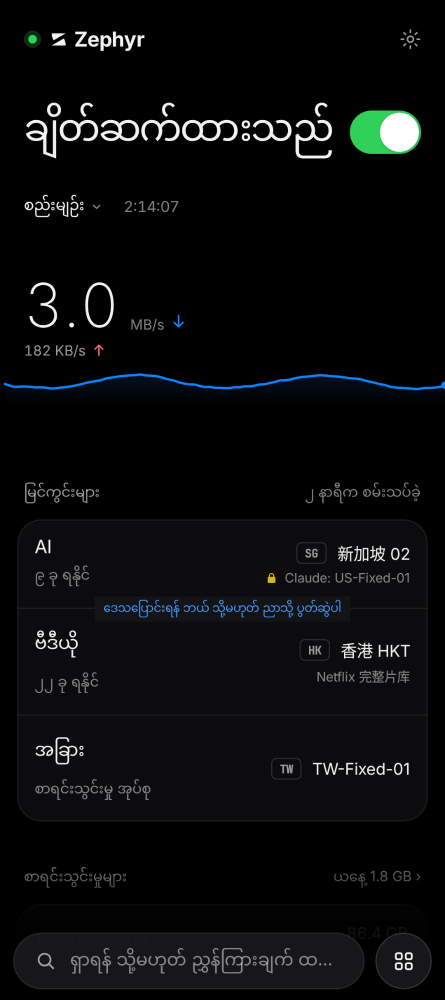 Zephyr
ချိတ်ဆက်ထားသည်
စည်းမျဉ်း 2:14:07
3.0 MB/s ↓
182 KB/s ↑
မြင်ကွင်းများ ၂ နာရီက စမ်းသပ်ခဲ့
AI SG 新加坡 02
၉ ခု ရနိုင် Claude: US-Fixed-01
ဒေသပြောင်းရန် ဘယ် သို့မဟုတ် ညာသို့ ပွတ်ဆွဲပါ
ဗီဒီယို HK 香港 HKT
၂၂ ခု ရနိုင် Netflix 完整片库
အခြား TW TW-Fixed-01
စာရင်းသွင်းမှု အုပ်စု
စာရင်းသွင်းမှုများ ယနေ့ 1.8 GB ›
86.4 GB
ရှာရန် သို့မဟုတ် ညွှန်ကြားချက် ထ...